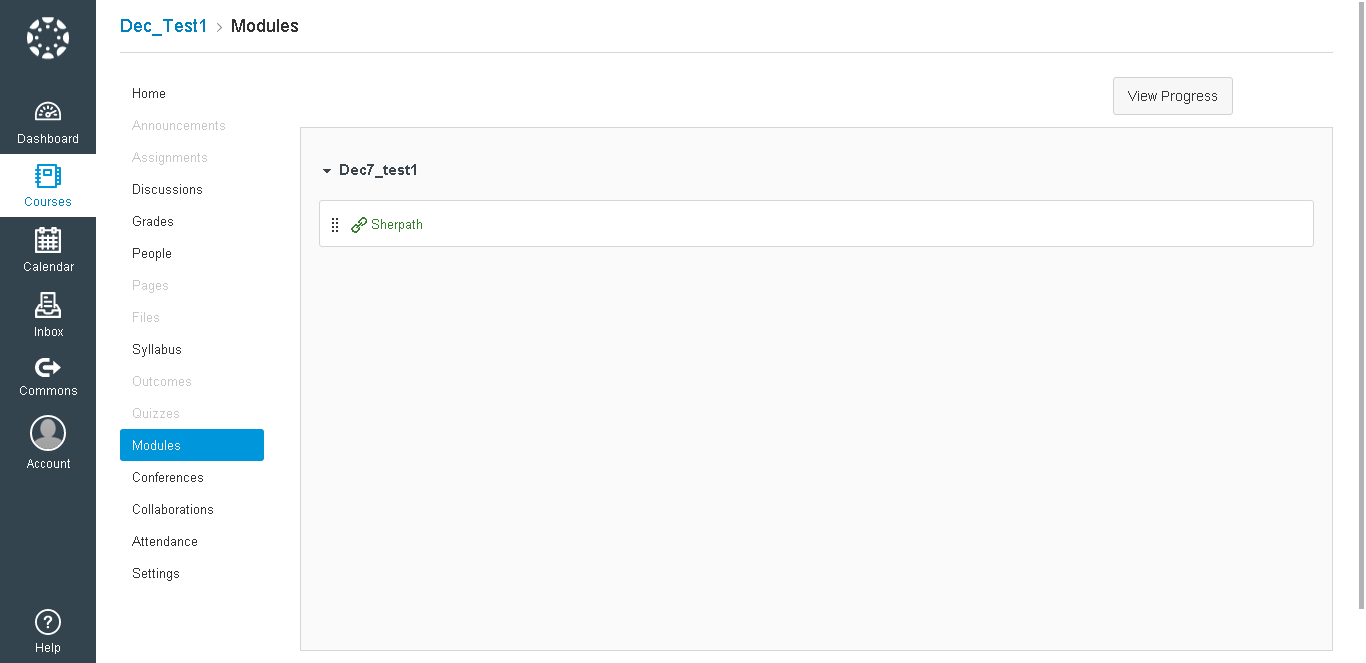 Dec_Test1 > Modules
Dashboard
Courses
Calendar
Inbox
Commons
Account
Help
Home
Announcements
Assignments
Discussions
Grades
People
Pages
Files
Syllabus
Outcomes
Quizzes
Modules
Conferences
Collaborations
Attendance
Settings
View Progress
Dec7_test1
Sherpath